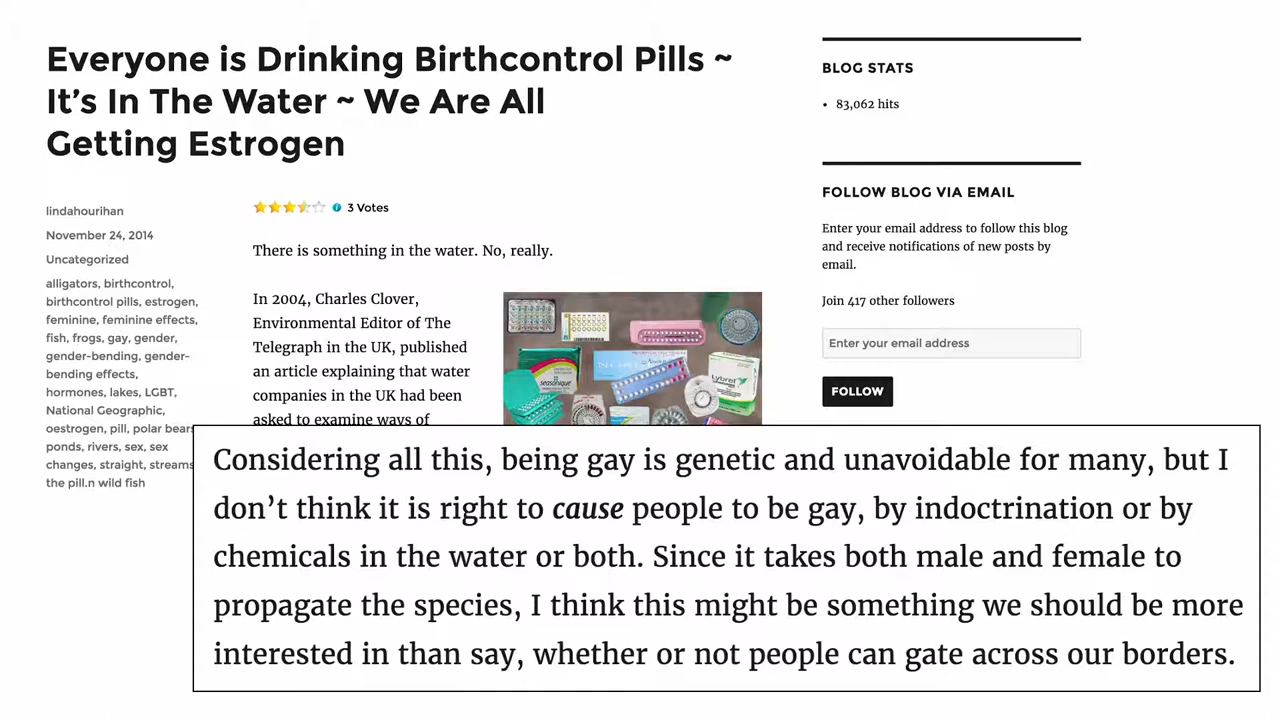 Everyone is Drinking Birthcontrol Pills ~
It's In The Water ~ We Are All
Getting Estrogen
lindahourihan
November 24, 2014
Uncategorized
alligators, birthcontrol,
birthcontrol pills, estrogen,
feminine, feminine effects,
fish, frogs, gay, gender,
gender-bending, gender-
bending effects,
hormones, lakes, LGBT,
National Geographic,
oestrogen, pill, polar bears
ponds, rivers, sex, sex
changes, straight, streams
the pill.n wild fish
3 Votes
There is something in the water. No, really.
In 2004, Charles Clover,
Environmental Editor of The
Telegraph in the UK, published
an article explaining that water
companies in the UK had been
asked to examine ways of
seasonique
Lybrel
BLOG STATS
• 83,062 hits
FOLLOW BLOG VIA EMAIL
Enter your email address to follow this blog
and receive notifications of new posts by
email.
Join 417 other followers
Enter your email address
FOLLOW
Considering all this, being gay is genetic and unavoidable for many, but I
don't think it is right to cause people to be gay, by indoctrination or by
chemicals in the water or both. Since it takes both male and female to
propagate the species, I think this might be something we should be more
interested in than say, whether or not people can gate across our borders.